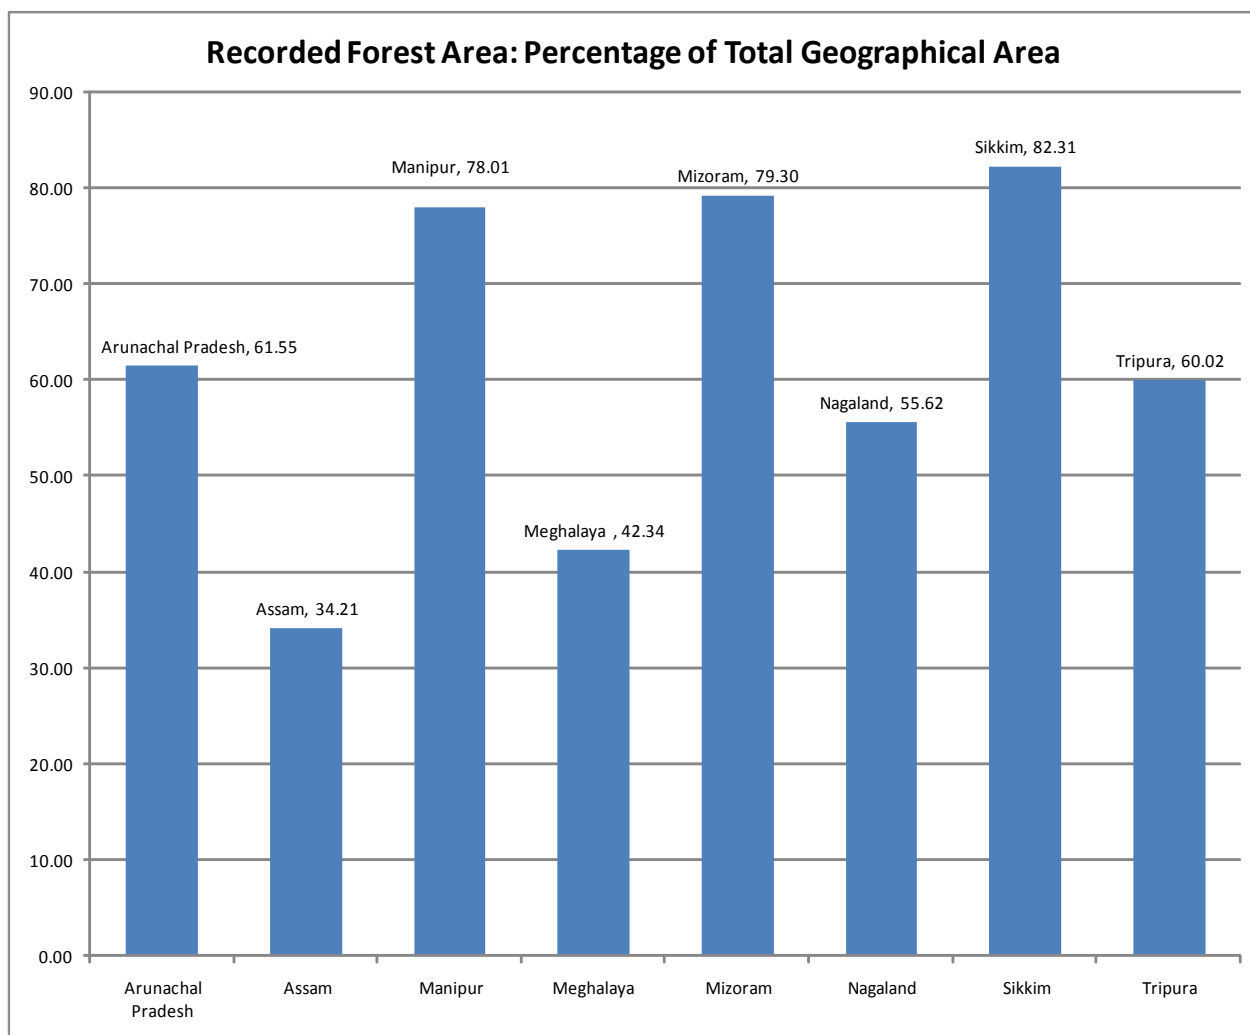 Recorded Forest Area: Percentage of Total Geographical Area
90.00
80.00
70.00
60.00
50.00
40.00
30.00
20.00
10.00
0.00
Arunachal Pradesh, 61.55
Assam, 34.21
Manipur, 78.01
Meghalaya , 42.34
Mizoram, 79.30
Nagaland, 55.62
Sikkim, 82.31
Tripura, 60.02
Arunachal
Pradesh
Assam
Manipur
Meghalaya
Mizoram
Nagaland
Sikkim
Tripura